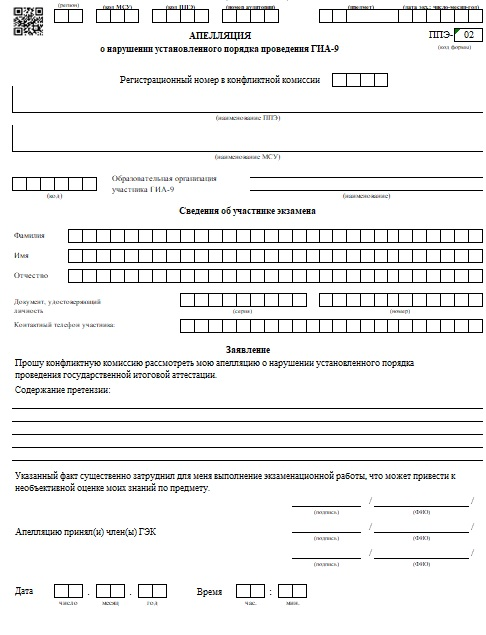 (регион) (код МСУ) (код ППЭ) (номер аудитории) (предмет) (дата экз.: число-месяц-год)
АПЕЛЛЯЦИЯ ППЭ- 02
о нарушении установленного порядка проведения ГИА-9 (код формы)
Регистрационный номер в конфликтной комиссии
(наименование ППЭ)
(наименование МСУ)
Образовательная организация
участника ГИА-9
(код) (наименование)
Сведения об участнике экзамена
Фамилия
Имя
Отчество
Документ, удостоверяющий
личность (серия) (номер)
Контактный телефон участника:
Заявление
Прошу конфликтную комиссию рассмотреть мою апелляцию о нарушении установленного порядка
проведения государственной итоговой аттестации.
Содержание претензии:
Указанный факт существенно затруднил для меня выполнение экзаменационной работы, что может привести к
необъективной оценке моих знаний по предмету.
/ /
(подпись) (ФИО)
Апелляцию принял(и) член(ы) ГЭК / /
(подпись) (ФИО)
/ /
(подпись) (ФИО)
Дата . . Время :
число месяц год час. мин.